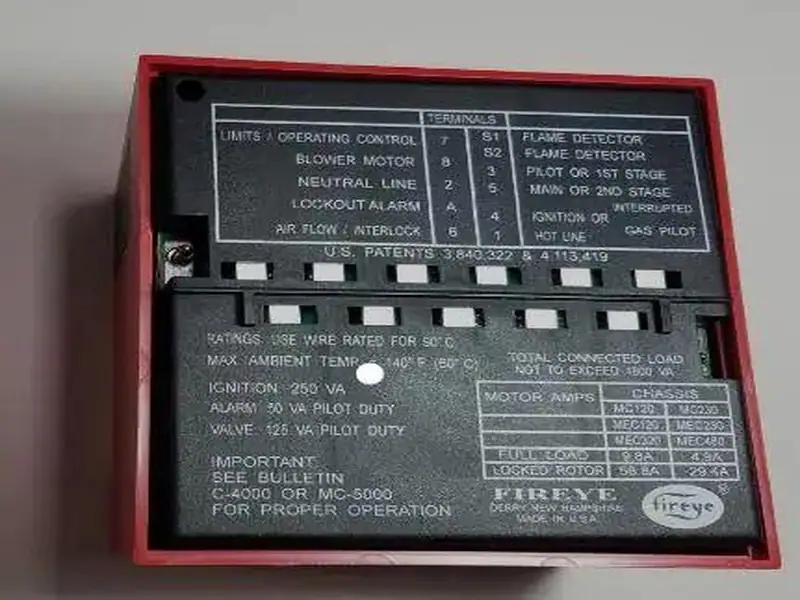 TERMINALS
LIMITS / OPERATING CONTROL 7 S1 FLAME DETECTOR
BLOWER MOTOR 8 S2 FLAME DETECTOR
NEUTRAL LINE 2 3 PILOT OR 1ST STAGE
LOCKOUT ALARM A 5 MAIN OR 2ND STAGE
AIR FLOW / INTERLOCK 6 4 IGNITION OR INTERRUPTED GAS PILOT
1 HOT LINE
U.S. PATENTS 3,840,322 & 4,113,419
RATINGS: USE WIRE RATED FOR 90°C
MAX. AMBIENT TEMP. 140°F (60°C)
IGNITION 250 VA
ALARM 50 VA PILOT DUTY
VALVE 125 VA PILOT DUTY
IMPORTANT
SEE BULLETIN
C-4000 OR MC-5000
FOR PROPER OPERATION
TOTAL CONNECTED LOAD
NOT TO EXCEED VA
MOTOR AMPS CHASSIS
MC120 MC230
MEC120 MEC230
MEC320 MEC480
FULL LOAD 9.8A 4.9A
LOCKED ROTOR 58.8A 29.4A
FIREYE
DERRY NEW HAMPSHIRE
MADE IN U.S.A.
fireye®